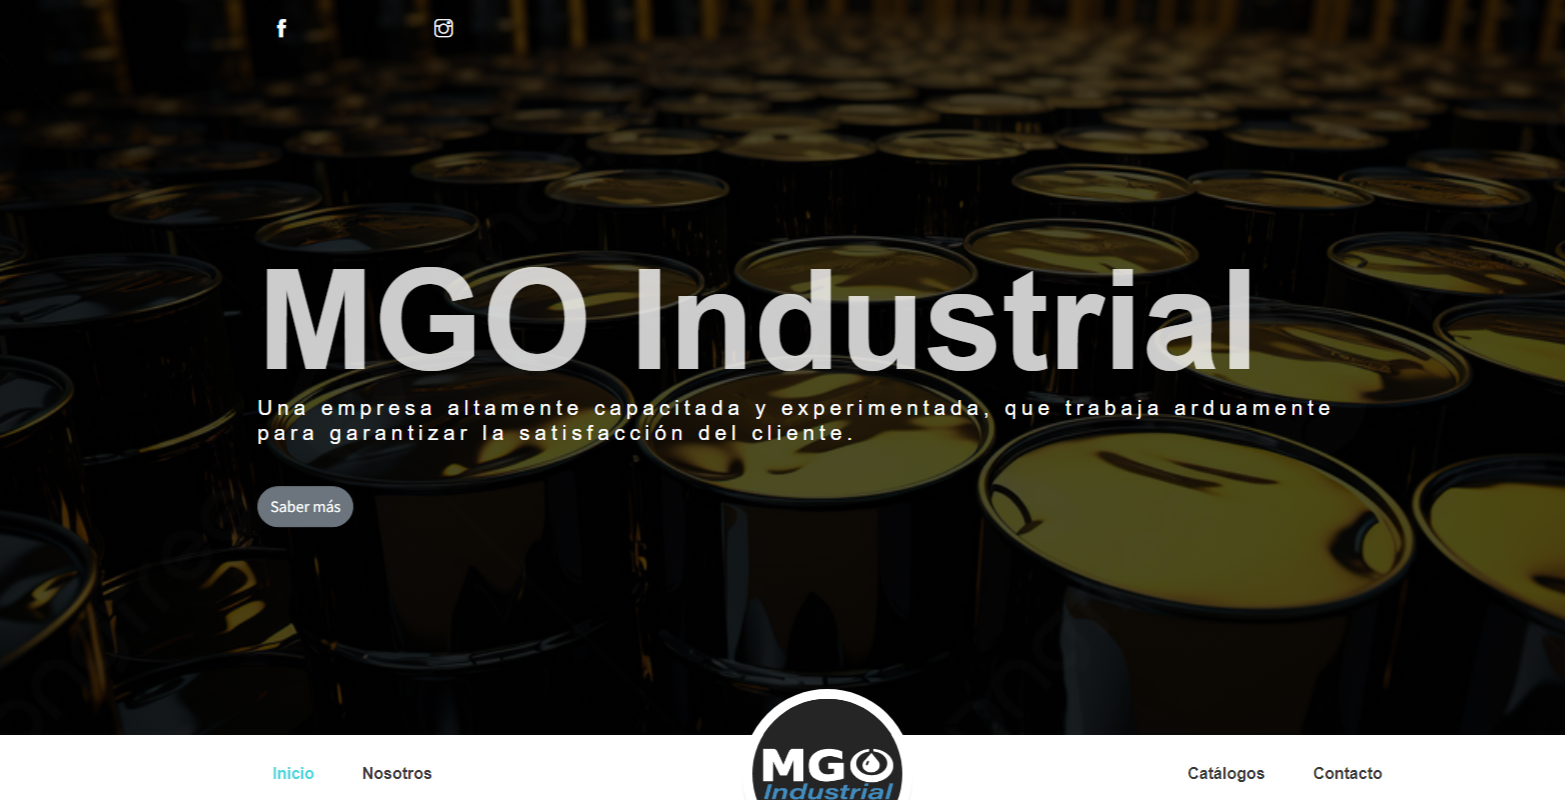 MGO Industrial
Una empresa altamente capacitada y experimentada, que trabaja arduamente
para garantizar la satisfacción del cliente.
Saber más
Inicio
Nosotros
MGO
Industrial
Catálogos
Contacto